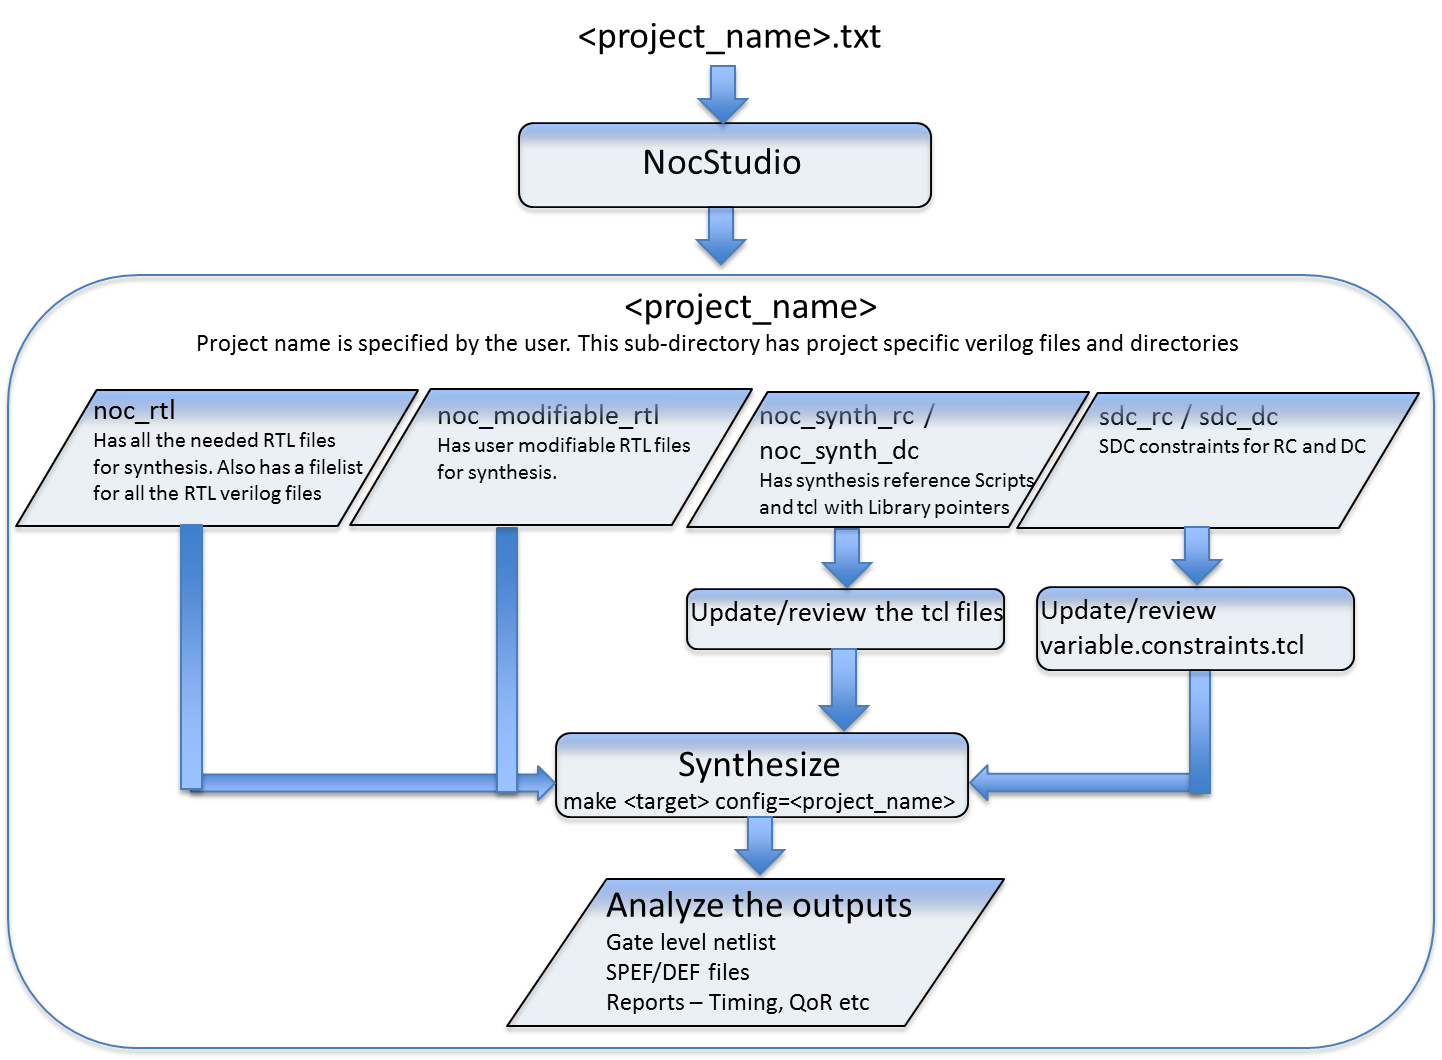 <project_name>.txt
NocStudio
<project_name>
Project name is specified by the user. This sub-directory has project specific verilog files and directories
noc_rtl
Has all the needed RTL files
for synthesis. Also has a filelist
for all the RTL verilog files
noc_modifiable_rtl
Has user modifiable RTL files
for synthesis.
noc_synth_rc /
noc_synth_dc
Has synthesis reference Scripts
and tcl with Library pointers
sdc_rc / sdc_dc
SDC constraints for RC and DC
Update/review the tcl files
Update/review
variable.constraints.tcl
Synthesize
make <target> config=<project_name>
Analyze the outputs
Gate level netlist
SPEF/DEF files
Reports – Timing, QoR etc